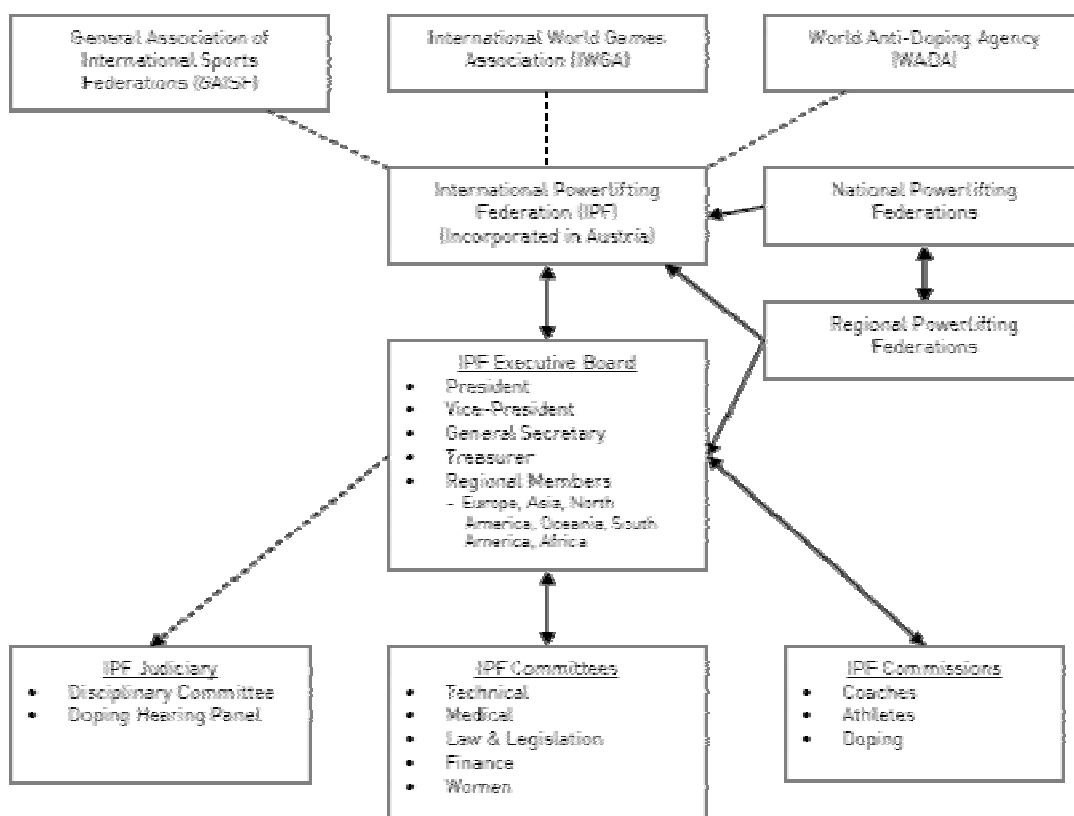 General Association of
International Sports
Federations (GAISF)
International World Games
Association (IWGA)
World Anti-Doping Agency
(WADA)
International Powerlifting
Federation (IPF)
(Incorporated in Austria)
National Powerlifting
Federations
Regional Powerlifting
Federations
IPF Executive Board
• President
• Vice-President
• General Secretary
• Treasurer
• Regional Members
– Europe, Asia, North
America, Oceania, South
America, Africa
IPF Judiciary
• Disciplinary Committee
• Doping Hearing Panel
IPF Committees
• Technical
• Medical
• Law & Legislation
• Finance
• Women
IPF Commissions
• Coaches
• Athletes
• Doping